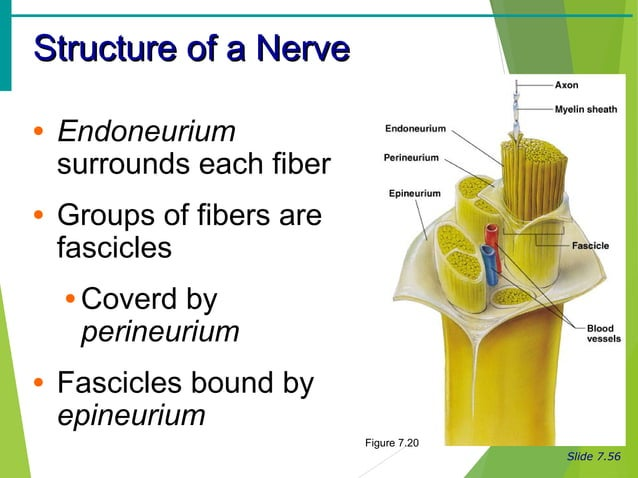 Structure of a Nerve
• Endoneurium
surrounds each fiber
• Groups of fibers are
fascicles
• Coverd by
perineurium
• Fascicles bound by
epineurium
Axon
Myelin sheath
Endoneurium
Perineurium
Epineurium
Fascicle
Blood
vessels
Figure 7.20
Slide 7.56